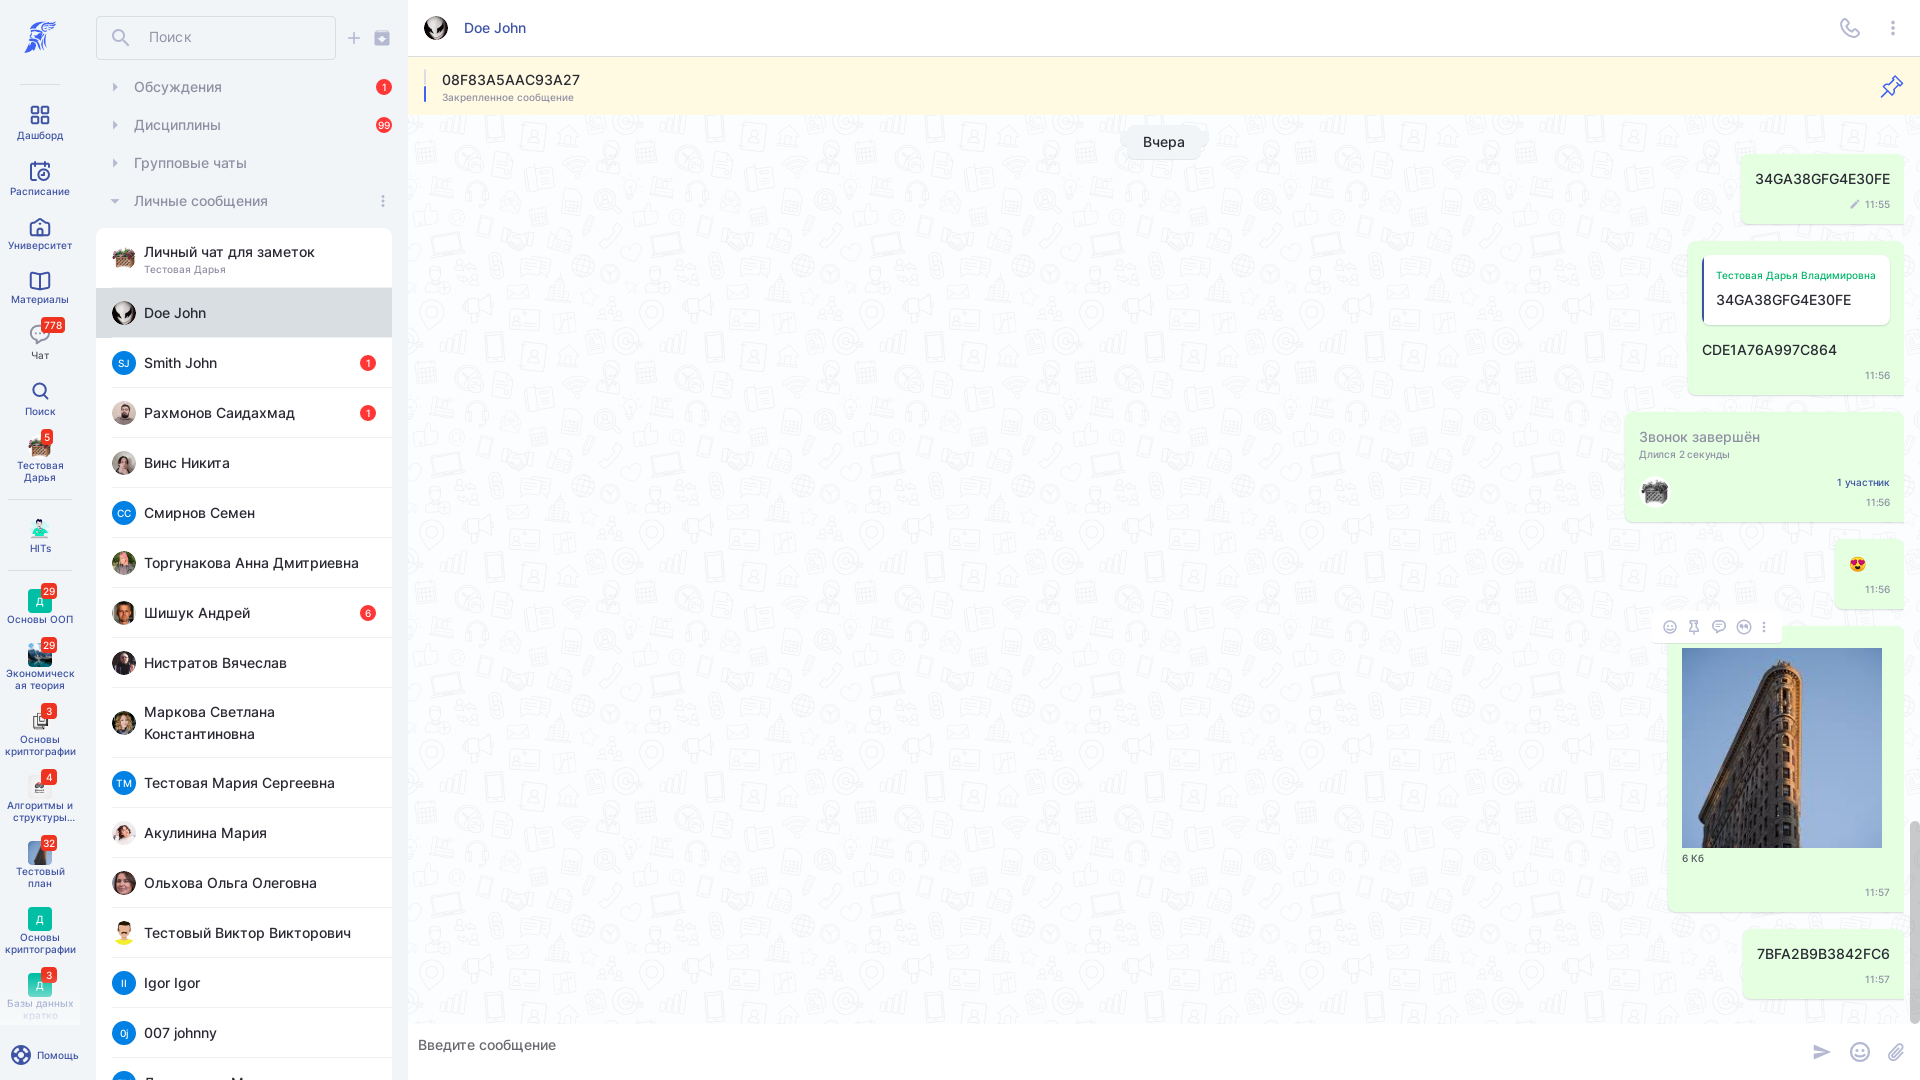 Дашборд
Расписание
Университет
Материалы
778
Чат
Поиск
5
Тестовая
Дарья
HITs
29
Д
Основы ООП
29
Экономическ
ая теория
3
Основы
криптографии
4
Алгоритмы и
структуры...
32
Тестовый
план
Д
Основы
криптографии
3
Д
Базы данных
кратко
Помощь
Поиск
Обсуждения 1
Дисциплины 99
Групповые чаты
Личные сообщения
Личный чат для заметок
Тестовая Дарья
Doe John
SJ Smith John 1
Рахмонов Саидахмад 1
Винс Никита
СС Смирнов Семен
Торгунакова Анна Дмитриевна
Шишук Андрей 6
Нистратов Вячеслав
Маркова Светлана
Константиновна
ТМ Тестовая Мария Сергеевна
Акулинина Мария
Ольхова Ольга Олеговна
Тестовый Виктор Викторович
II Igor Igor
0j 007 johnny
Doe John
08F83A5AAC93A27
Закрепленное сообщение
Вчера
34GA38GFG4E30FE
11:55
Тестовая Дарья Владимировна
34GA38GFG4E30FE
CDE1A76A997C864
11:56
Звонок завершён
Длился 2 секунды
1 участник
11:56
11:56
6 Кб
11:57
7BFA2B9B3842FC6
11:57
Введите сообщение